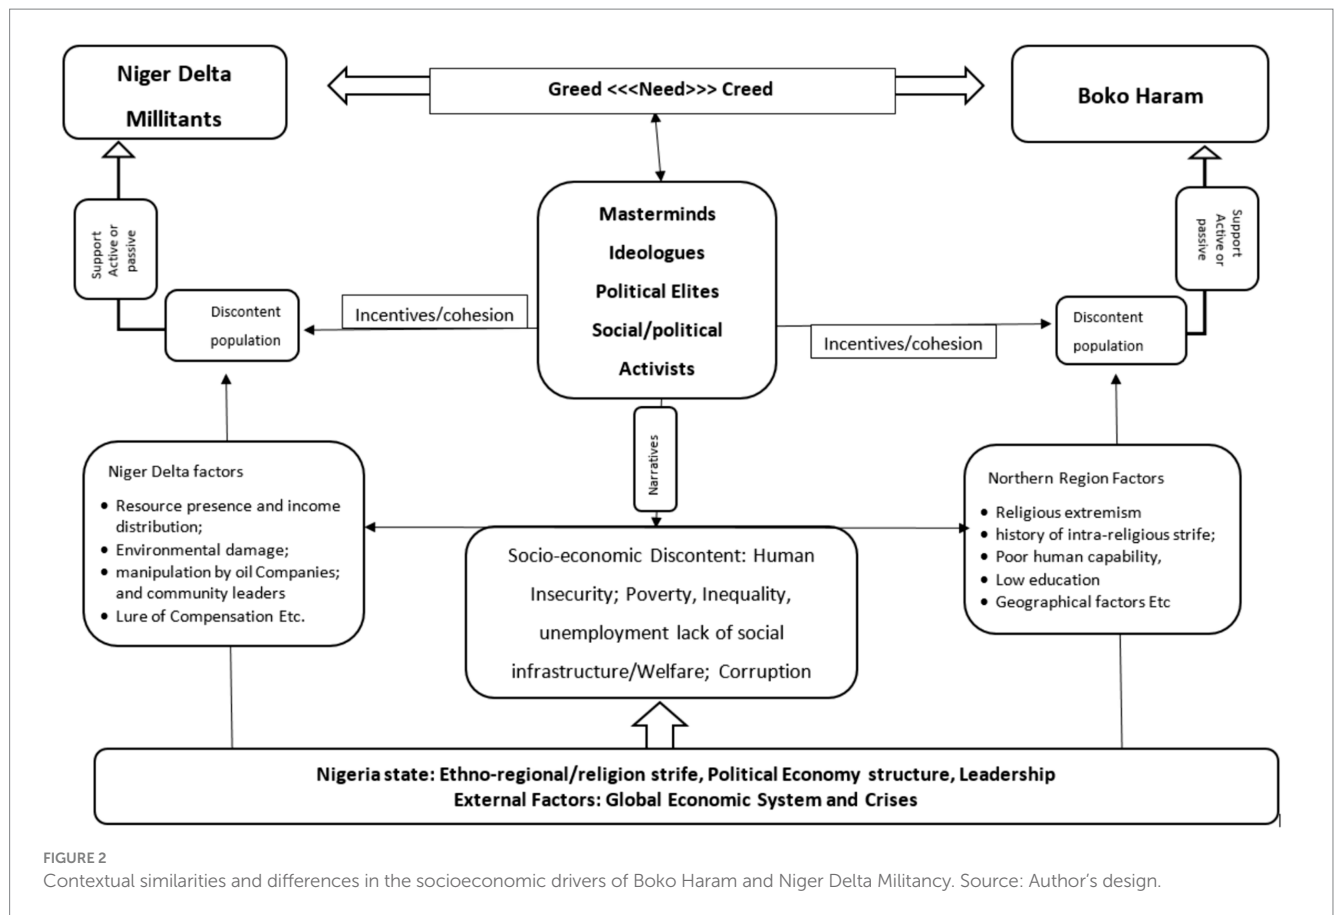 Niger Delta
Millitants
Greed <<<Need>>> Creed
Boko Haram
Support
Active or
passive
Masterminds
Ideologues
Political Elites
Social/political
Activists
Support
Active or
passive
Discontent
population
Incentives/cohesion
Incentives/cohesion
Discontent
population
Narratives
Niger Delta factors
• Resource presence and income
distribution;
• Environmental damage;
• manipulation by oil Companies;
and community leaders
• Lure of Compensation Etc.
Socio-economic Discontent: Human
Insecurity; Poverty, Inequality,
unemployment lack of social
infrastructure/Welfare; Corruption
Northern Region Factors
• Religious extremism
• history of intra-religious strife;
• Poor human capability,
• Low education
• Geographical factors Etc
Nigeria state: Ethno-regional/religion strife, Political Economy structure, Leadership
External Factors: Global Economic System and Crises
FIGURE 2
Contextual similarities and differences in the socioeconomic drivers of Boko Haram and Niger Delta Militancy. Source: Author's design.